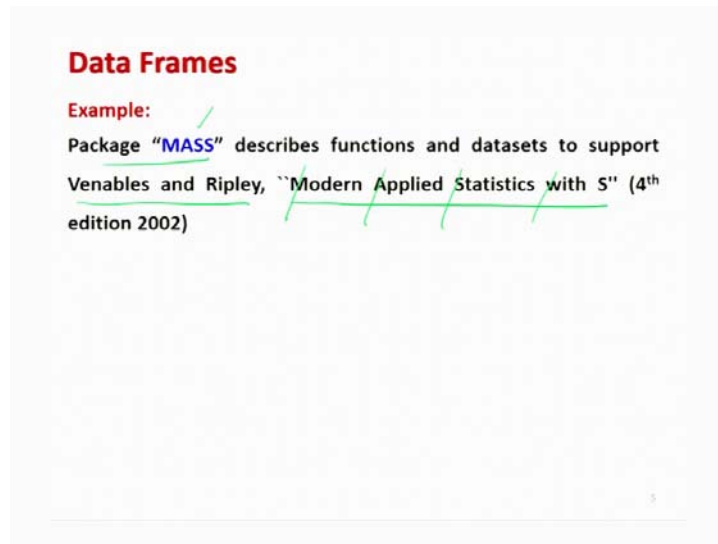 Data Frames
Example:
Package “MASS” describes functions and datasets to support
Venables and Ripley, ``Modern Applied Statistics with S'' (4th
edition 2002)
5